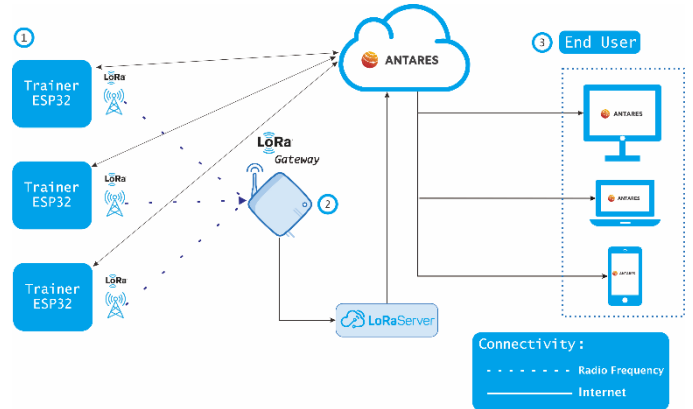 1
Trainer
ESP32
LoRa
Trainer
ESP32
LoRa
Trainer
ESP32
LoRa
ANTARES
LoRa
Gateway
2
LoRaServer
3
End User
ANTARES
ANTARES
ANTARES
Connectivity:
Radio Frequency
Internet